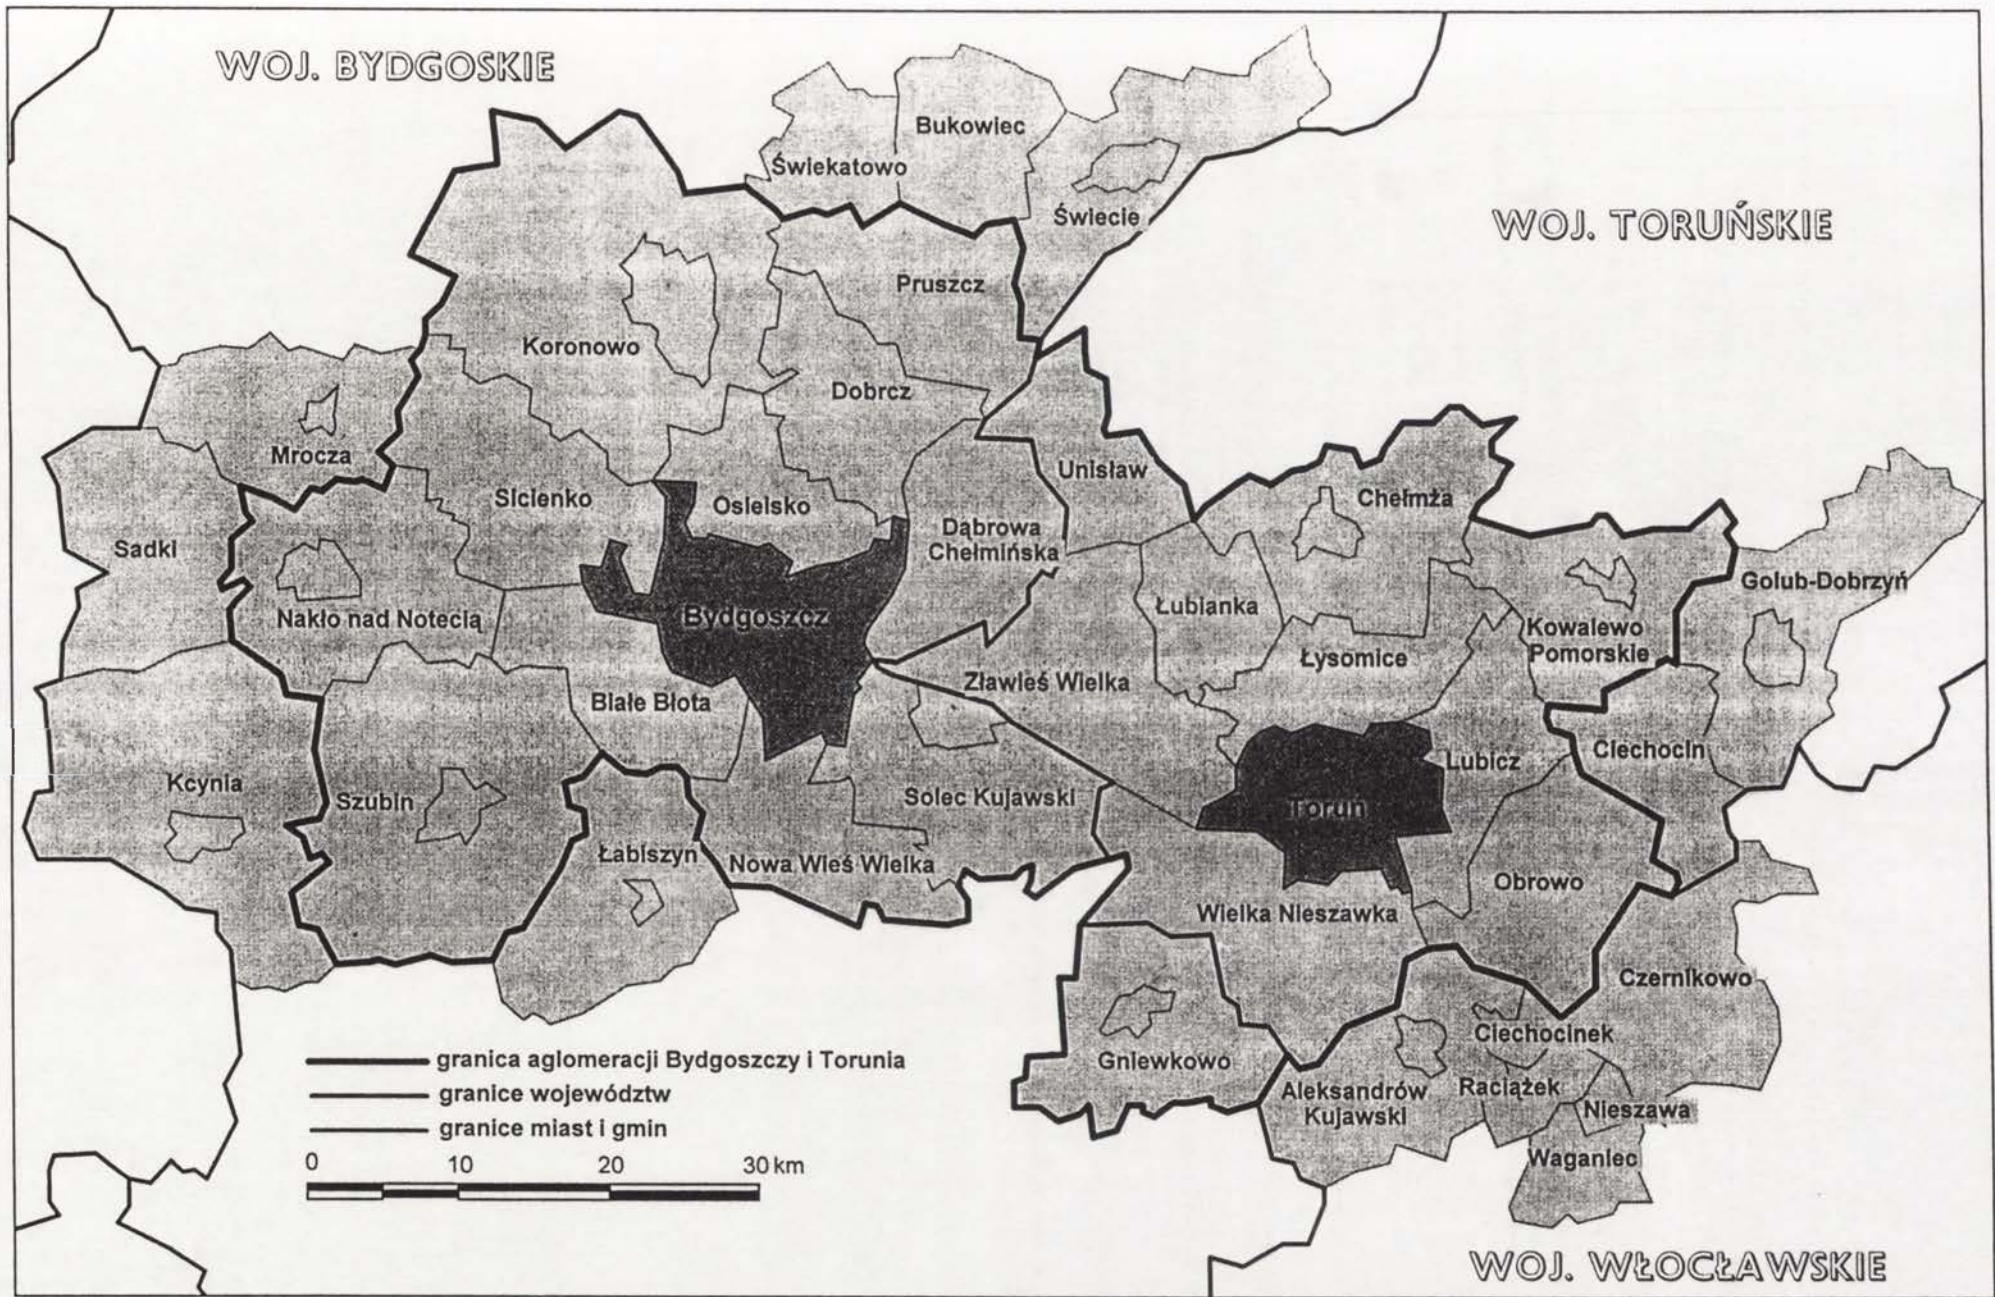 WOJ. BYDGOSKIE
Bukowiec
Świekatowo
Świecie
WOJ. TORUŃSKIE
Pruszcz
Koronowo
Dobrcz
Mrocza
Sicienko
Osielsko
Unisław
Chełmża
Dąbrowa
Chełmińska
Sadki
Golub-Dobrzyń
Nakło nad Notecią
Bydgoszcz
Łubianka
Kowalewo
Pomorskie
Łysomice
Zławieś Wielka
Białe Błota
Ciechocin
Lubicz
Kcynia
Szubin
Solec Kujawski
Toruń
Łabiszyn
Nowa Wieś Wielka
Obrowo
Wielka Nieszawka
Czernikowo
Ciechocinek
Gniewkowo
Aleksandrów
Kujawski
Raciążek
Nieszawa
Waganiec
granica aglomeracji Bydgoszczy i Torunia
granice województw
granice miast i gmin
0 10 20 30 km
WOJ. WŁOCŁAWSKIE